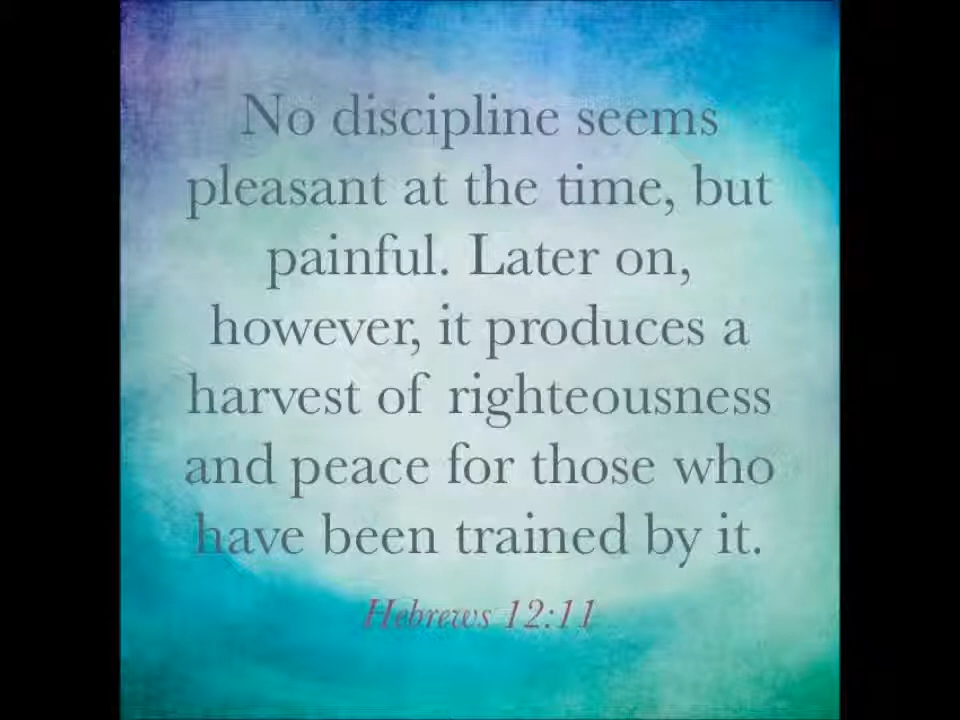 No discipline seems
pleasant at the time, but
painful. Later on,
however, it produces a
harvest of righteousness
and peace for those who
have been trained by it.
Hebrews 12:11